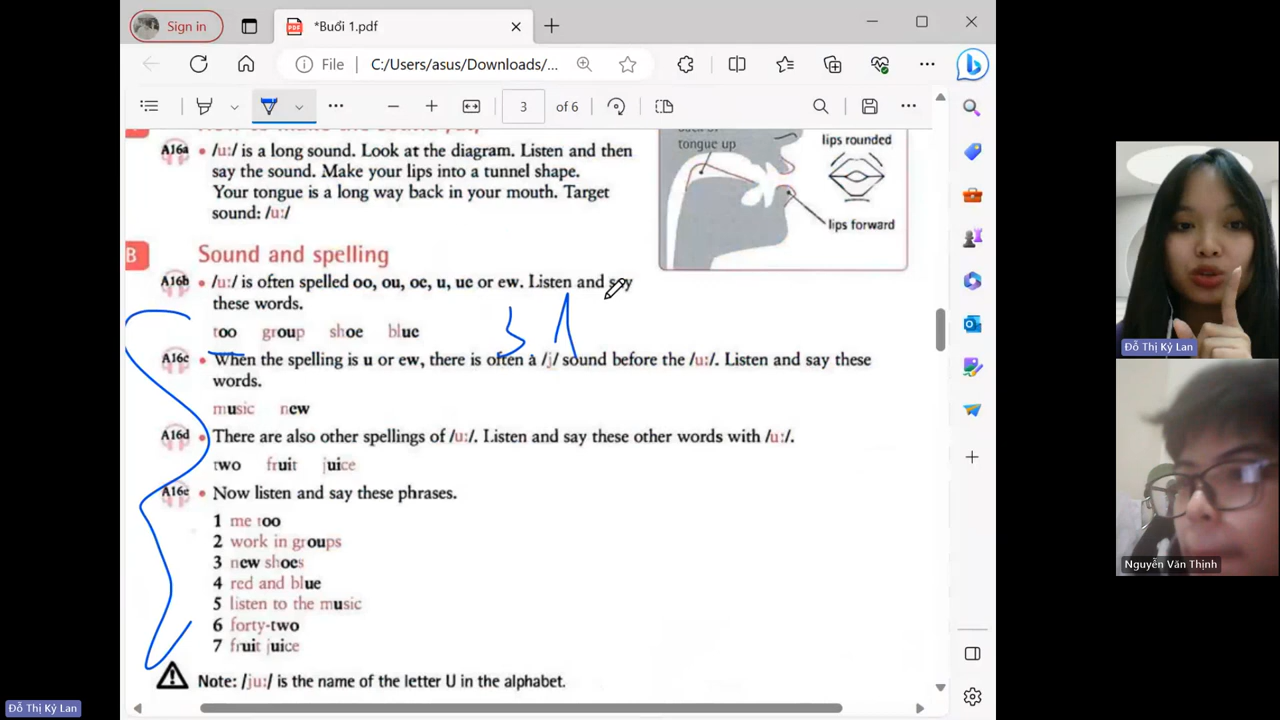 Sign in
*Buổi 1.pdf
File
C:/Users/asus/Downloads/...
3 of 6
tongue up
lips rounded
lips forward
A16a • /u:/ is a long sound. Look at the diagram. Listen and then
say the sound. Make your lips into a tunnel shape.
Your tongue is a long way back in your mouth. Target
sound: /u:/
B Sound and spelling
A16b • /u:/ is often spelled oo, ou, oe, u, ue or ew. Listen and say
these words.
too group shoe blue
3 1
A16c • When the spelling is u or ew, there is often a /j/ sound before the /u:/. Listen and say these
words.
music new
A16d • There are also other spellings of /u:/. Listen and say these other words with /u:/.
two fruit juice
A16e • Now listen and say these phrases.
1 me too
2 work in groups
3 new shoes
4 red and blue
5 listen to the music
6 forty-two
7 fruit juice
Note: /ju:/ is the name of the letter U in the alphabet.
Đỗ Thị Kỳ Lan
Nguyễn Văn Thịnh
Đỗ Thị Kỳ Lan